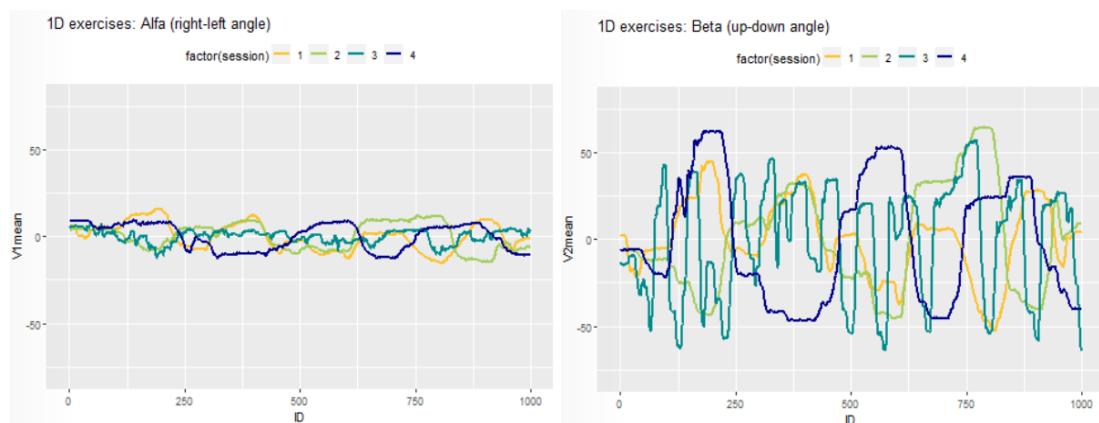 1D exercises: Alfa (right-left angle)
factor(session) 1 2 3 4
V1mean
50
0
-50
0 250 500 750 1000
ID
1D exercises: Beta (up-down angle)
factor(session) 1 2 3 4
V2mean
50
0
-50
0 250 500 750 1000
ID